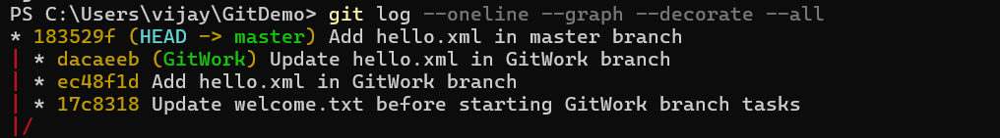 PS C:\Users\vijay\GitDemo> git log --oneline --graph --decorate --all
* 183529f (HEAD -> master) Add hello.xml in master branch
| * dacaeeb (GitWork) Update hello.xml in GitWork branch
| * ec48f1d Add hello.xml in GitWork branch
| * 17c8318 Update welcome.txt before starting GitWork branch tasks
|/